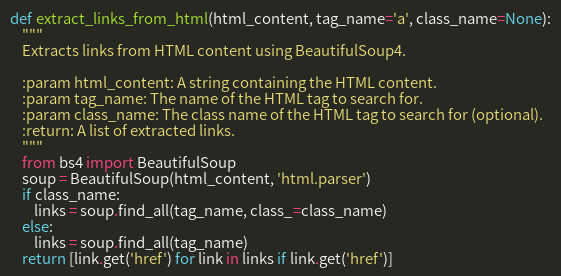 def extract_links_from_html(html_content, tag_name='a', class_name=None):
    """
    Extracts links from HTML content using BeautifulSoup4.

    :param html_content: A string containing the HTML content.
    :param tag_name: The name of the HTML tag to search for.
    :param class_name: The class name of the HTML tag to search for (optional).
    :return: A list of extracted links.
    """
    from bs4 import BeautifulSoup
    soup = BeautifulSoup(html_content, 'html.parser')
    if class_name:
        links = soup.find_all(tag_name, class_=class_name)
    else:
        links = soup.find_all(tag_name)
    return [link.get('href') for link in links if link.get('href')]